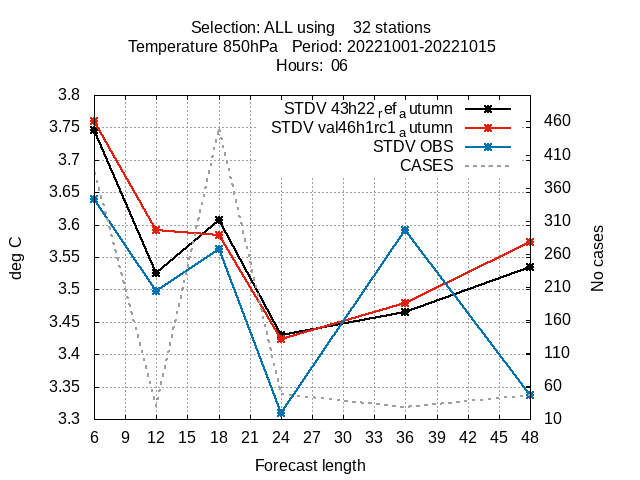 Selection: ALL using    32 stations
Temperature 850hPa   Period: 20221001-20221015
Hours:  06
3.8
3.75
3.7
3.65
3.6
3.55
3.5
3.45
3.4
3.35
3.3
deg C
STDV 43h22_ref_autumn
STDV val46h1rc1_autumn
STDV OBS
CASES
460
410
360
310
260
210
160
110
60
10
No cases
6 9 12 15 18 21 24 27 30 33 36 39 42 45 48
Forecast length